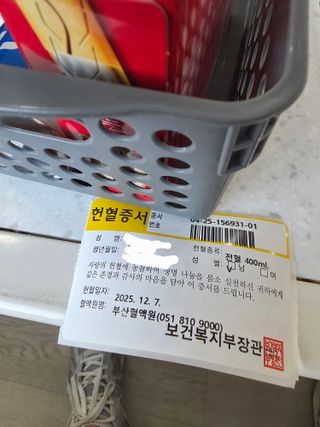 헌혈증서
증서
번호
04-25-156931-01
성 명:
생년월일:
헌혈종류: 전혈 400mL
성 별: 남 여
사랑의 헌혈에 동참하여 생명 나눔을 몸소 실천하신 귀하에게
깊은 존경과 감사의 마음을 담아 이 증서를 드립니다.
헌혈일자: 2025. 12. 7.
혈액원명: 부산혈액원(051 810 9000)
보건복지부장관